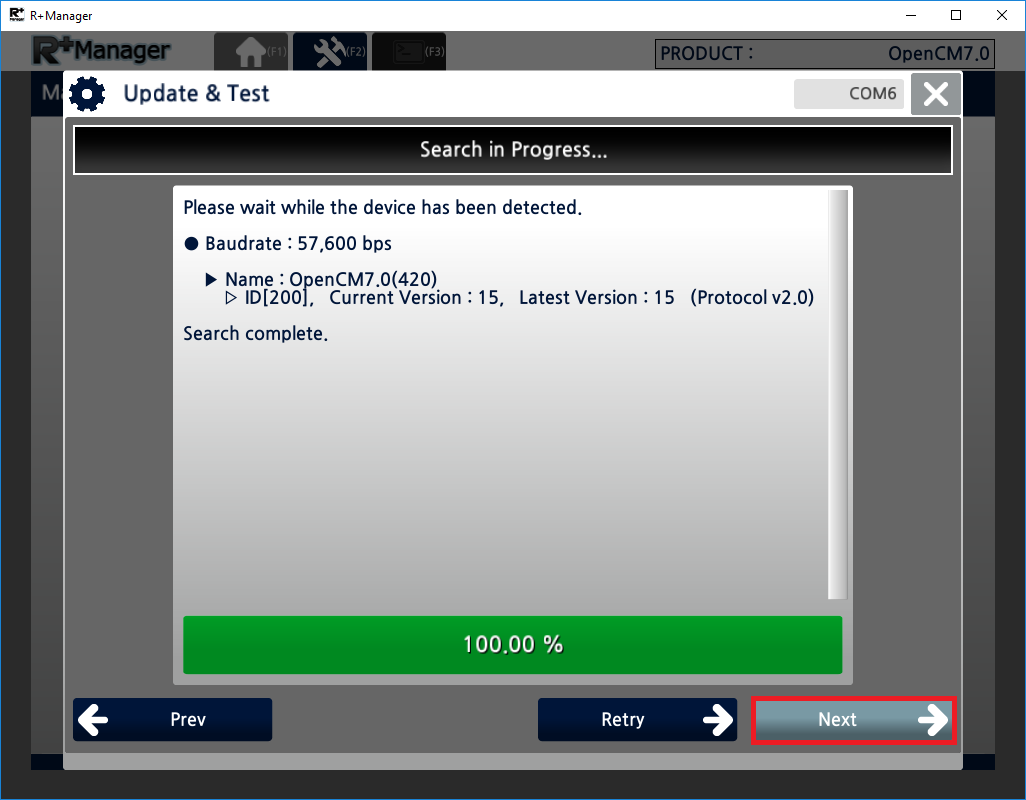 R+ Manager R+Manager
R+Manager (F1) (F2) (F3) PRODUCT : OpenCM7.0
Update & Test COM6
Search in Progress...
Please wait while the device has been detected.
● Baudrate : 57,600 bps
▶ Name : OpenCM7.0(420)
▷ ID[200], Current Version : 15, Latest Version : 15 (Protocol v2.0)
Search complete.
100.00 %
Prev Retry Next